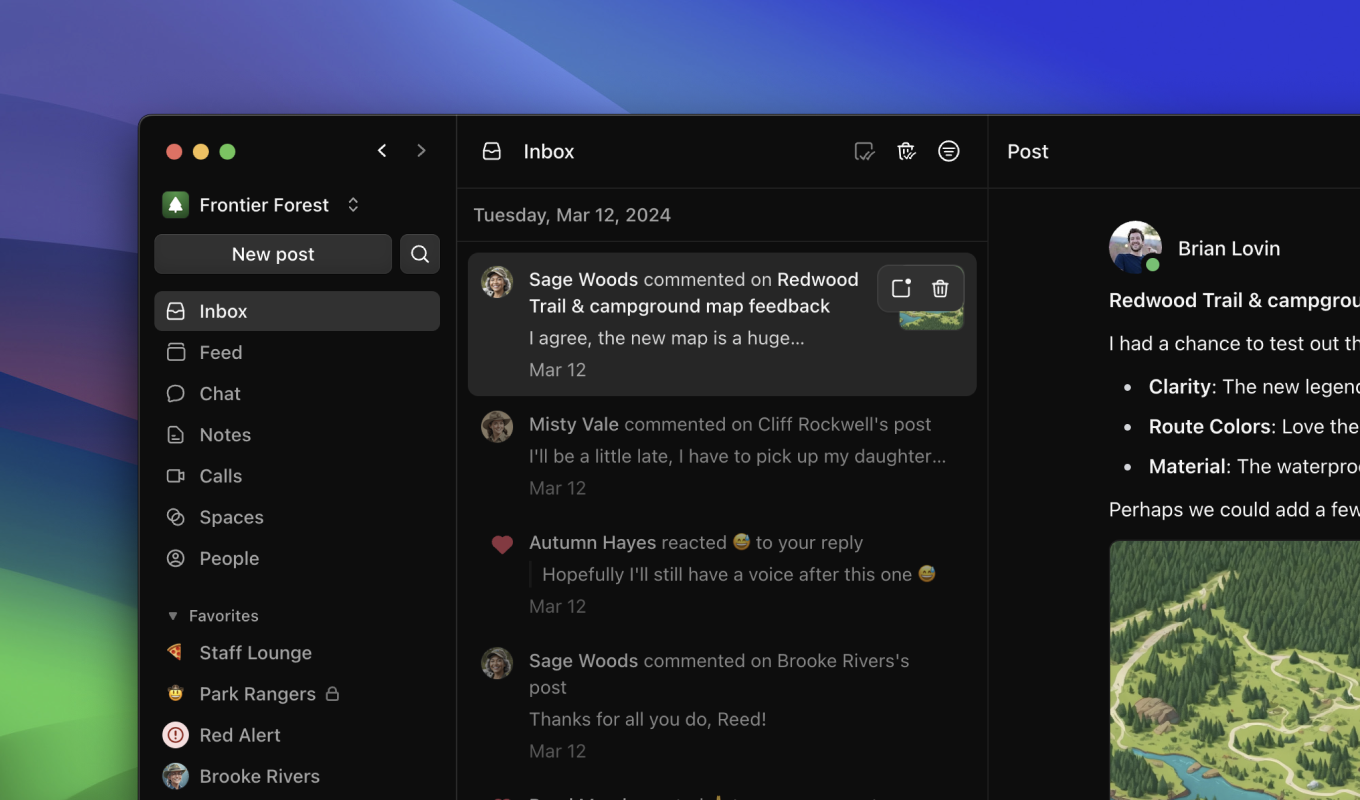 Frontier Forest
New post
Inbox
Feed
Chat
Notes
Calls
Spaces
People
Favorites
Staff Lounge
Park Rangers
Red Alert
Brooke Rivers
Inbox
Tuesday, Mar 12, 2024
Sage Woods commented on Redwood
Trail & campground map feedback
I agree, the new map is a huge...
Mar 12
Misty Vale commented on Cliff Rockwell's post
I'll be a little late, I have to pick up my daughter...
Mar 12
Autumn Hayes reacted 😅 to your reply
Hopefully I'll still have a voice after this one 😅
Mar 12
Sage Woods commented on Brooke Rivers's
post
Thanks for all you do, Reed!
Mar 12
Post
Brian Lovin
Redwood Trail & campgrou
I had a chance to test out th
• Clarity: The new legend
• Route Colors: Love the
• Material: The waterproo
Perhaps we could add a few